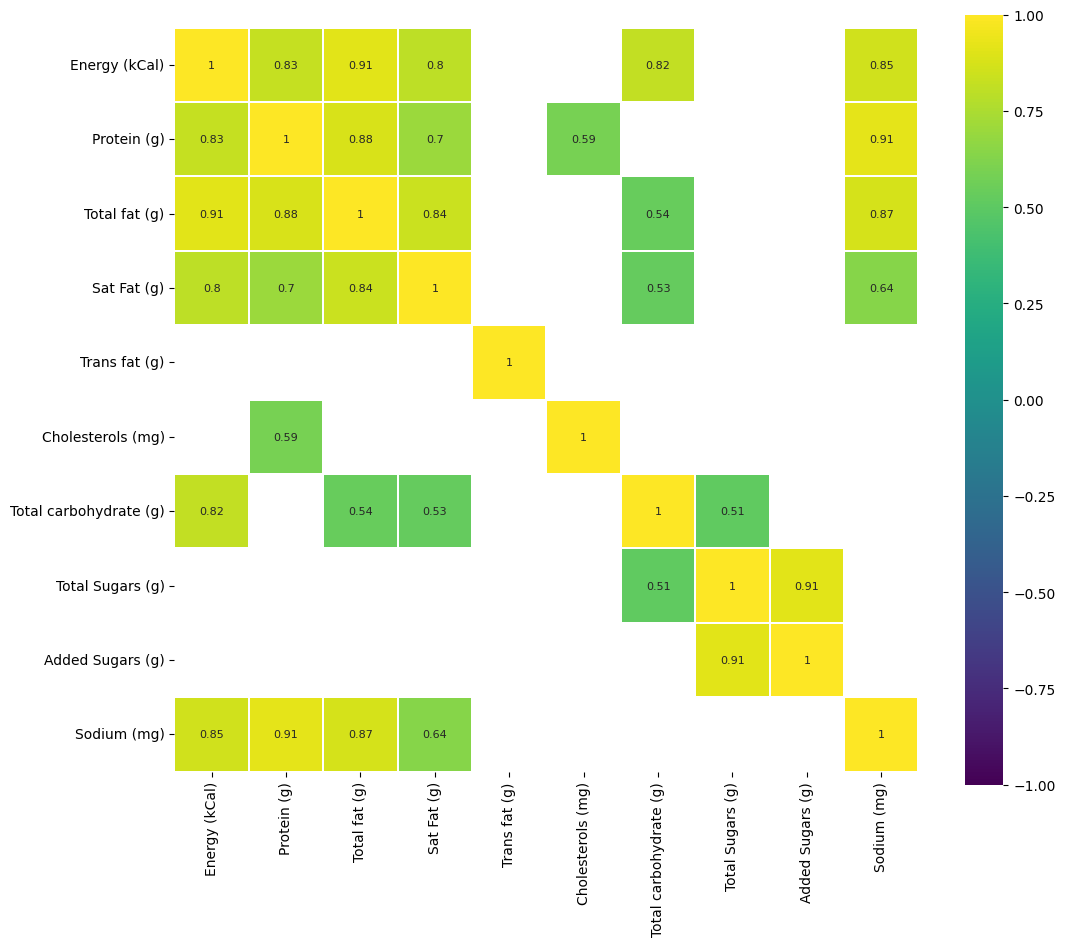 Energy (kCal) 1 0.83 0.91 0.8 0.82 0.85
Protein (g) 0.83 1 0.88 0.7 0.59 0.91
Total fat (g) 0.91 0.88 1 0.84 0.54 0.87
Sat Fat (g) 0.8 0.7 0.84 1 0.53 0.64
Trans fat (g) 1
Cholesterols (mg) 0.59 1
Total carbohydrate (g) 0.82 0.54 0.53 1 0.51
Total Sugars (g) 0.51 1 0.91
Added Sugars (g) 0.91 1
Sodium (mg) 0.85 0.91 0.87 0.64 1
Energy (kCal)
Protein (g)
Total fat (g)
Sat Fat (g)
Trans fat (g)
Cholesterols (mg)
Total carbohydrate (g)
Total Sugars (g)
Added Sugars (g)
Sodium (mg)
1.00
0.75
0.50
0.25
0.00
−0.25
−0.50
−0.75
−1.00